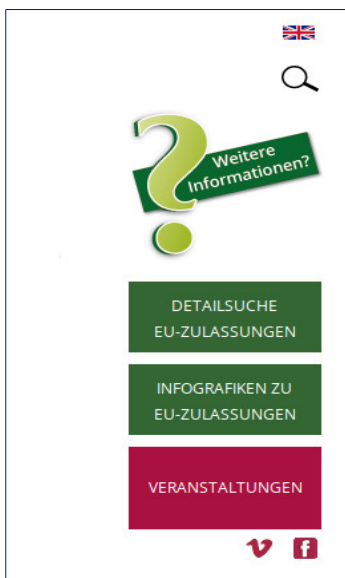 Weitere
Informationen?
DETAILSUCHE
EU-ZULASSUNGEN
INFOGRAFIKEN ZU
EU-ZULASSUNGEN
VERANSTALTUNGEN